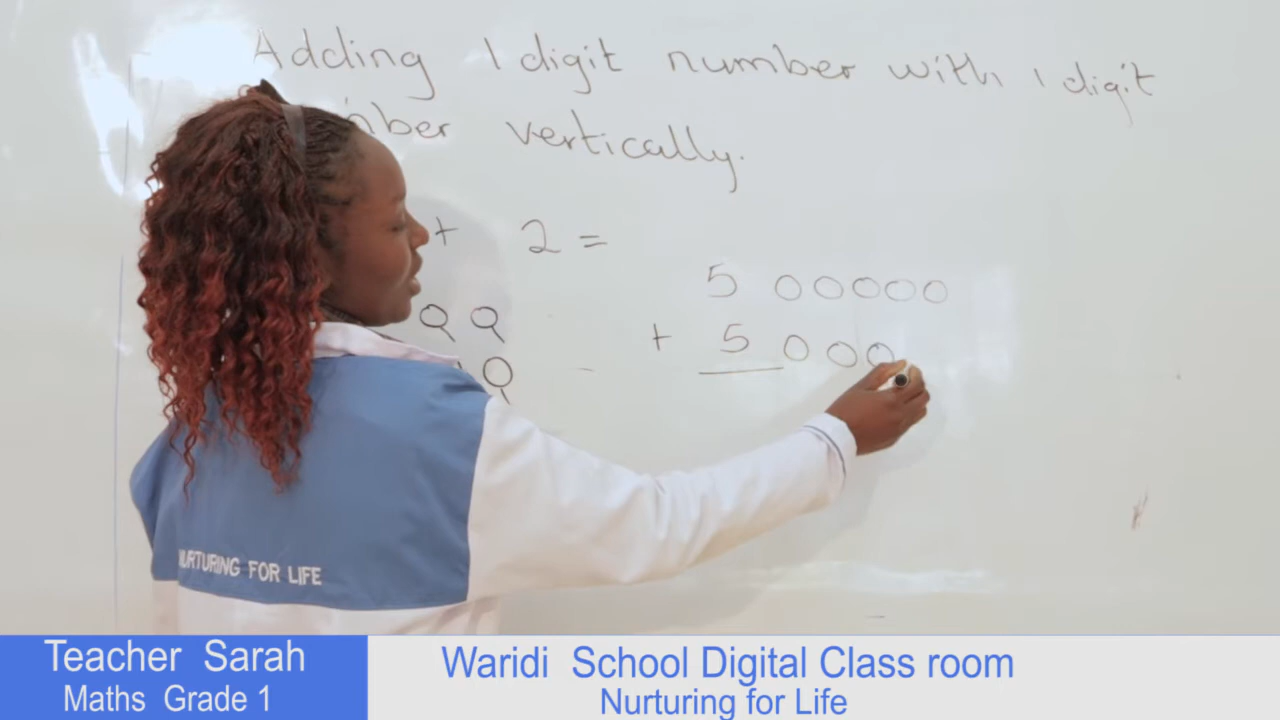 Adding 1 digit number with 1 digit
vertically.
+ 2 =
5 00000
+ 5 000
NURTURING FOR LIFE
Teacher Sarah
Maths Grade 1
Waridi School Digital Class room
Nurturing for Life